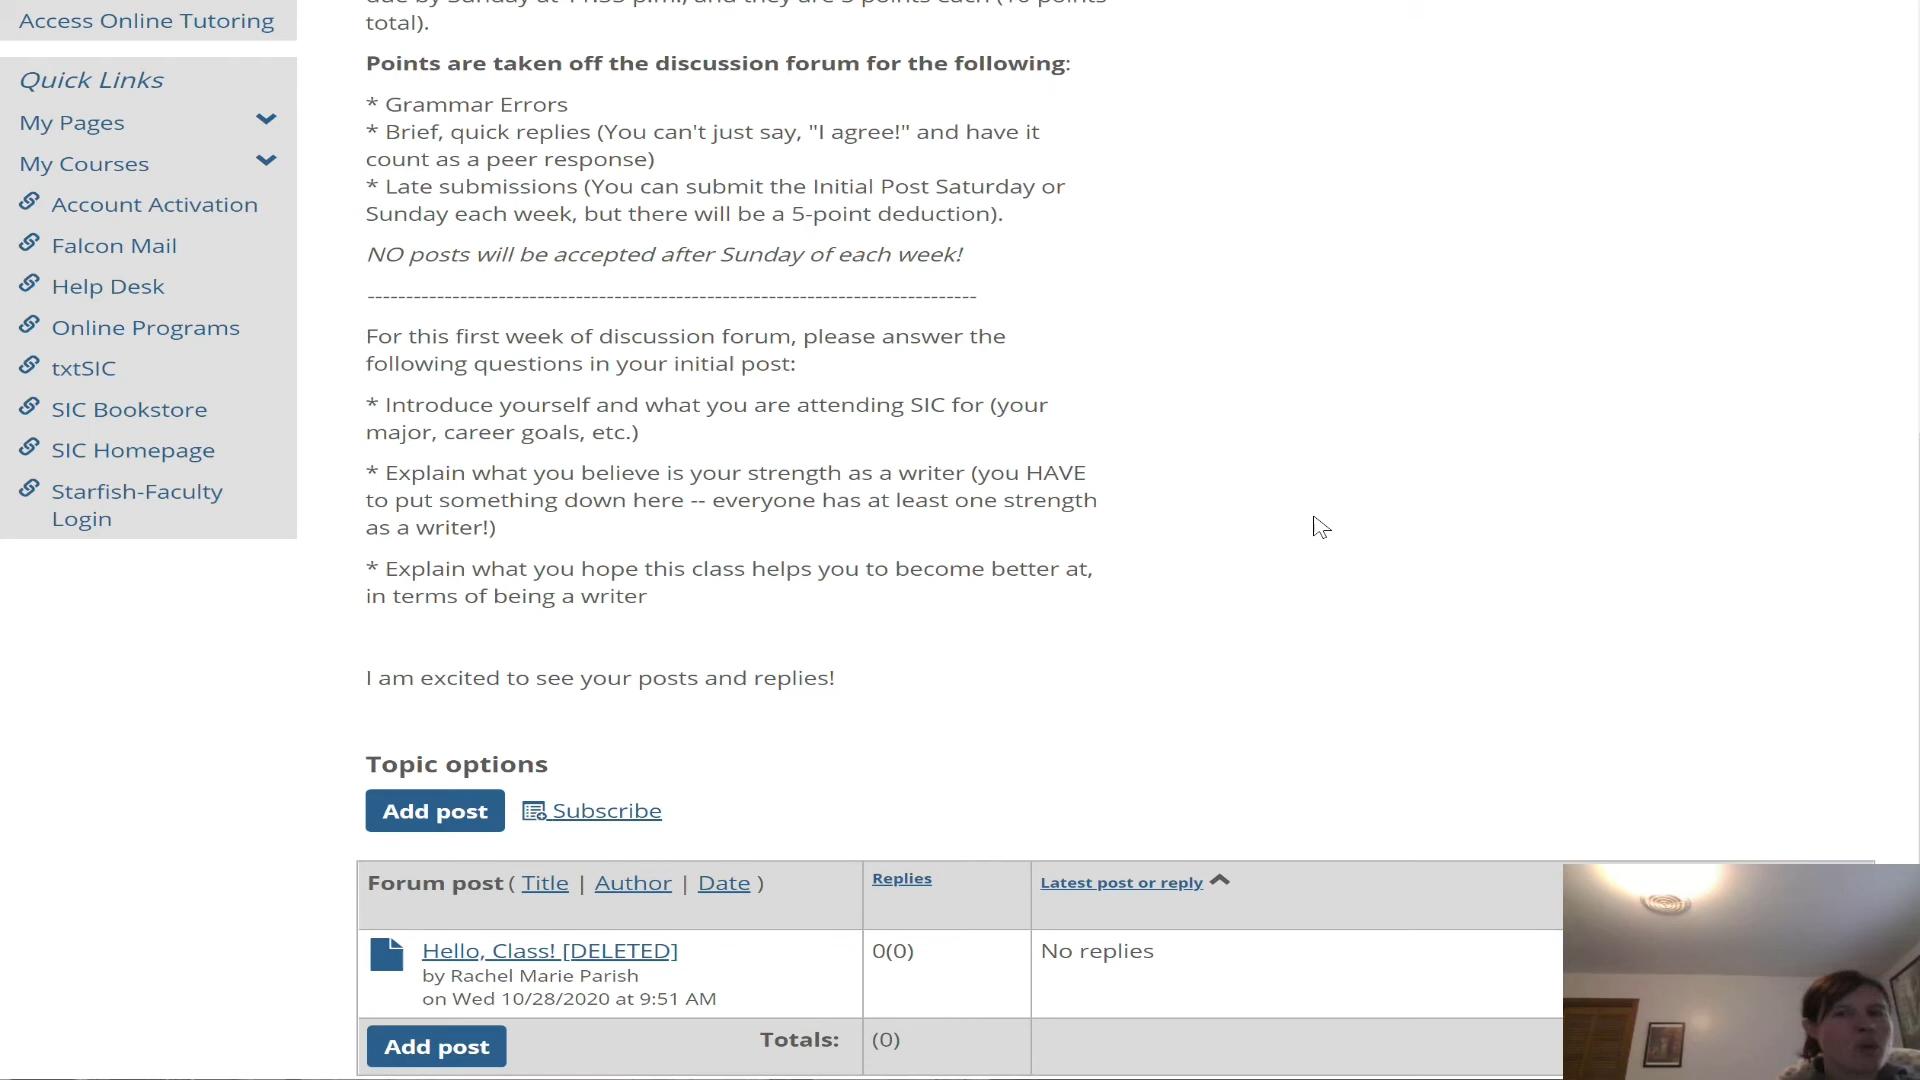 Access Online Tutoring
Quick Links
My Pages
My Courses
Account Activation
Falcon Mail
Help Desk
Online Programs
txtSIC
SIC Bookstore
SIC Homepage
Starfish-Faculty
Login
total).
Points are taken off the discussion forum for the following:
* Grammar Errors
* Brief, quick replies (You can't just say, "I agree!" and have it
count as a peer response)
* Late submissions (You can submit the Initial Post Saturday or
Sunday each week, but there will be a 5-point deduction).
NO posts will be accepted after Sunday of each week!
--------------------------------------------------------------------------------
For this first week of discussion forum, please answer the
following questions in your initial post:
* Introduce yourself and what you are attending SIC for (your
major, career goals, etc.)
* Explain what you believe is your strength as a writer (you HAVE
to put something down here -- everyone has at least one strength
as a writer!)
* Explain what you hope this class helps you to become better at,
in terms of being a writer
I am excited to see your posts and replies!
Topic options
Add post Subscribe
Forum post ( Title | Author | Date ) Replies Latest post or reply
Hello, Class! [DELETED] 0(0) No replies
by Rachel Marie Parish
on Wed 10/28/2020 at 9:51 AM
Add post Totals: (0)